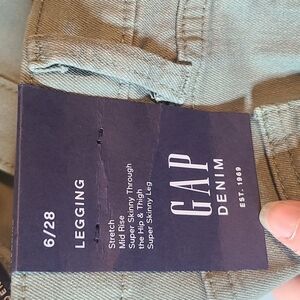 6/28
LEGGING
Stretch
Mid Rise
Super Skinny Through
the Hip & Thigh
Super Skinny Leg
GAP
DENIM
EST. 1969